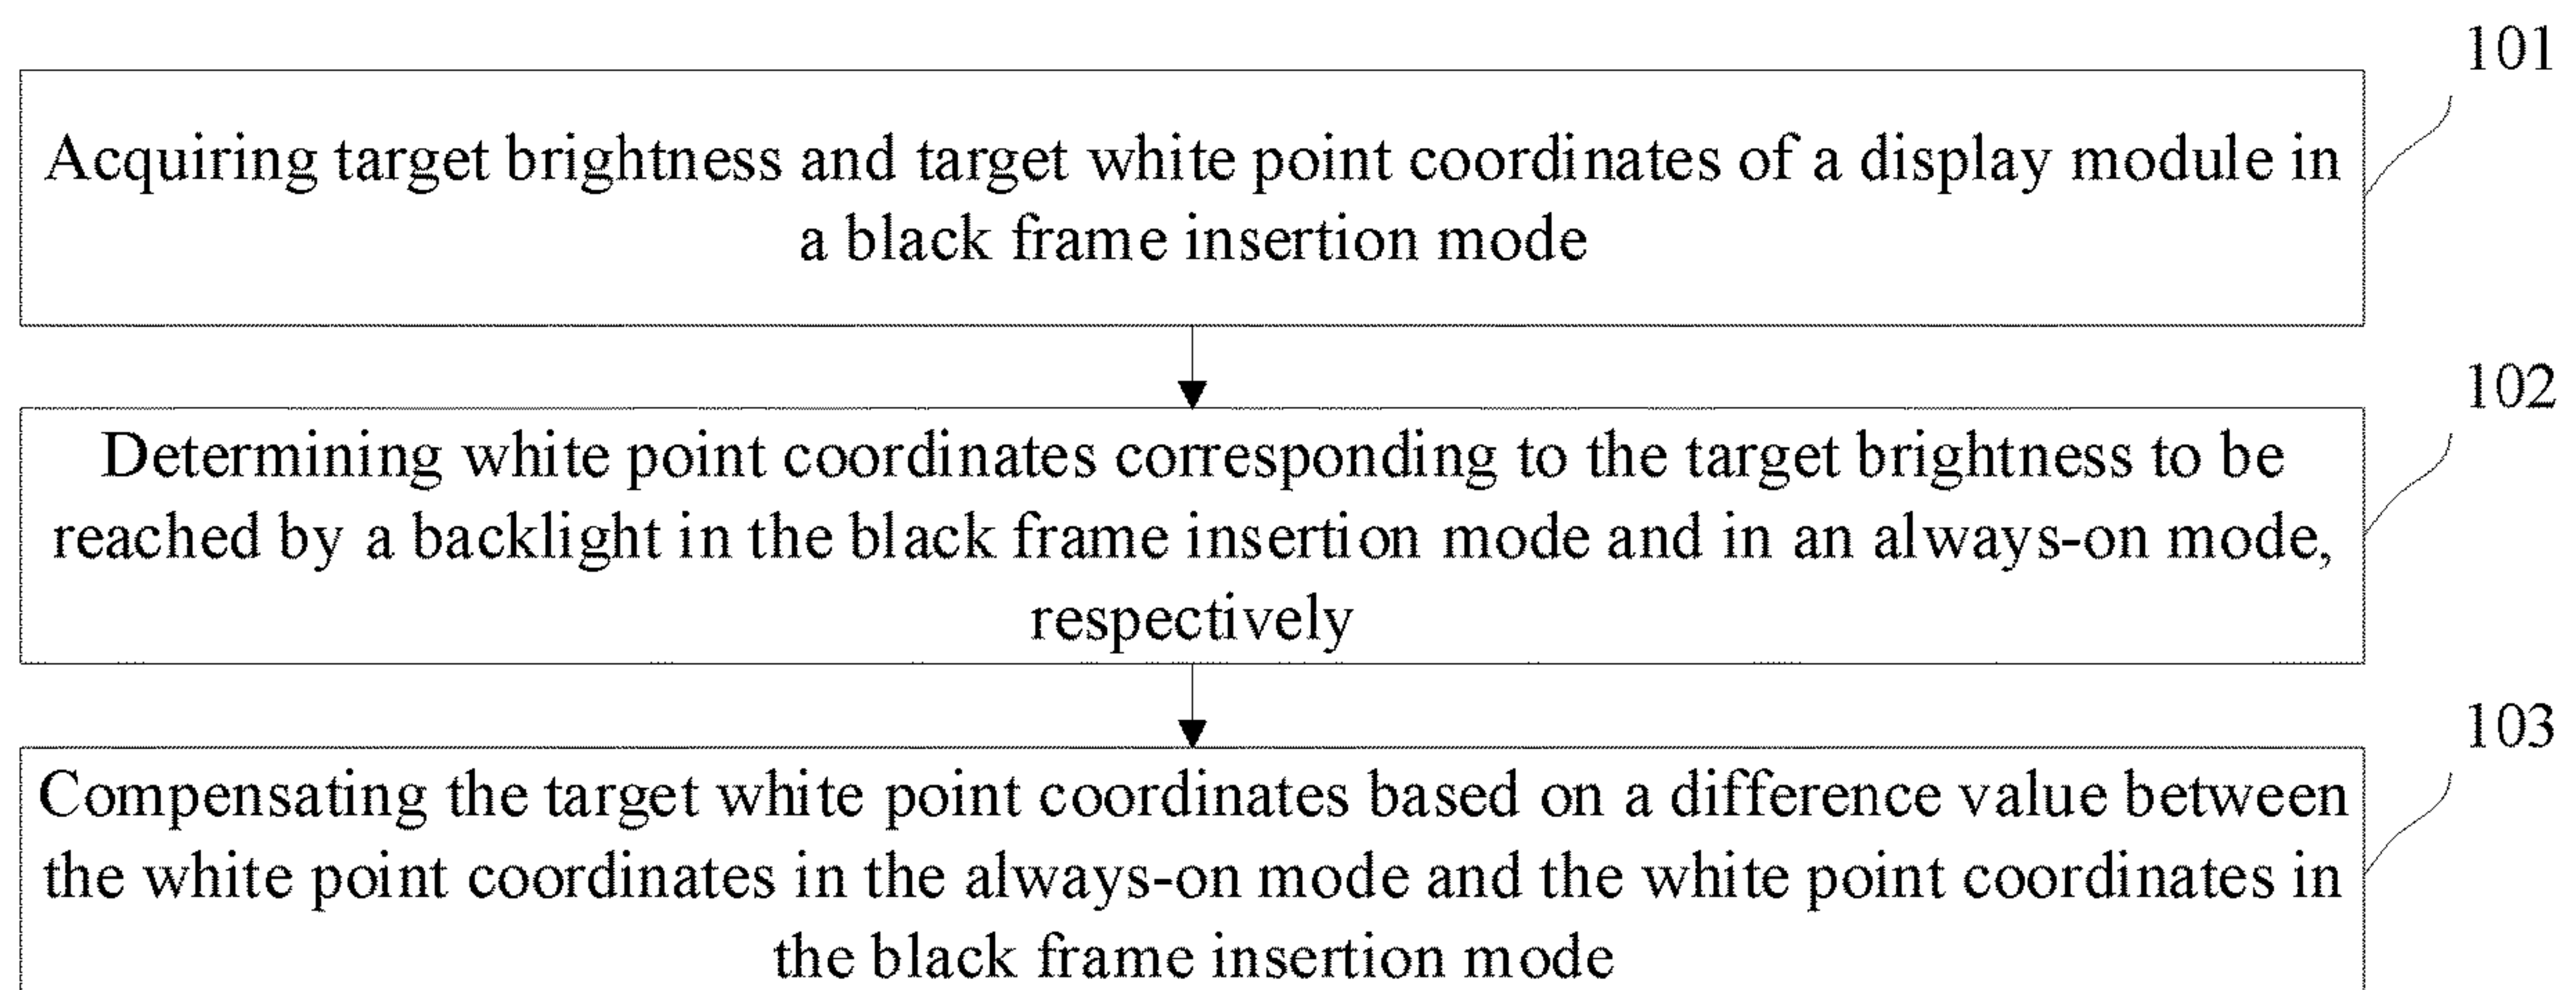 101
Acquiring target brightness and target white point coordinates of a display module in
a black frame insertion mode
102
Determining white point coordinates corresponding to the target brightness to be
reached by a backlight in the black frame insertion mode and in an always-on mode,
respectively
103
Compensating the target white point coordinates based on a difference value between
the white point coordinates in the always-on mode and the white point coordinates in
the black frame insertion mode